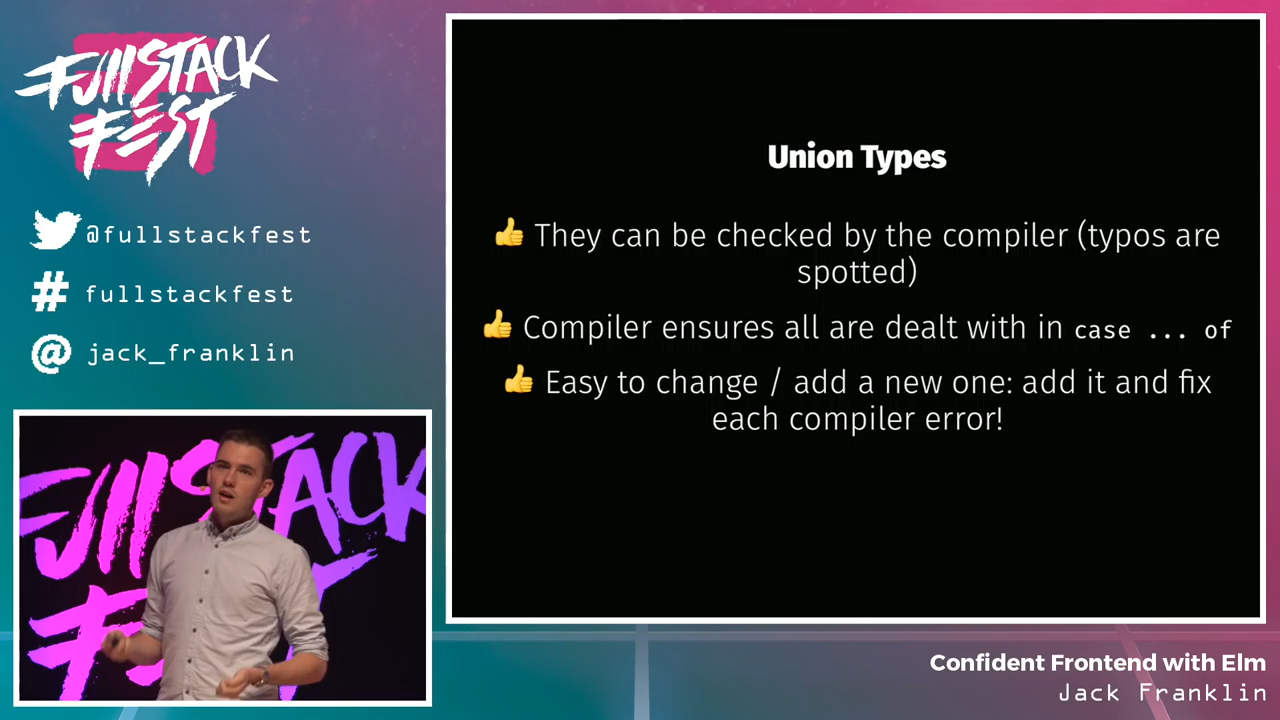 FullSTACK
FEST
@fullstackfest
# fullstackfest
@ jack_franklin
Union Types
👍 They can be checked by the compiler (typos are
spotted)
👍 Compiler ensures all are dealt with in case ... of
👍 Easy to change / add a new one: add it and fix
each compiler error!
FullSTACK
FE
Confident Frontend with Elm
Jack Franklin